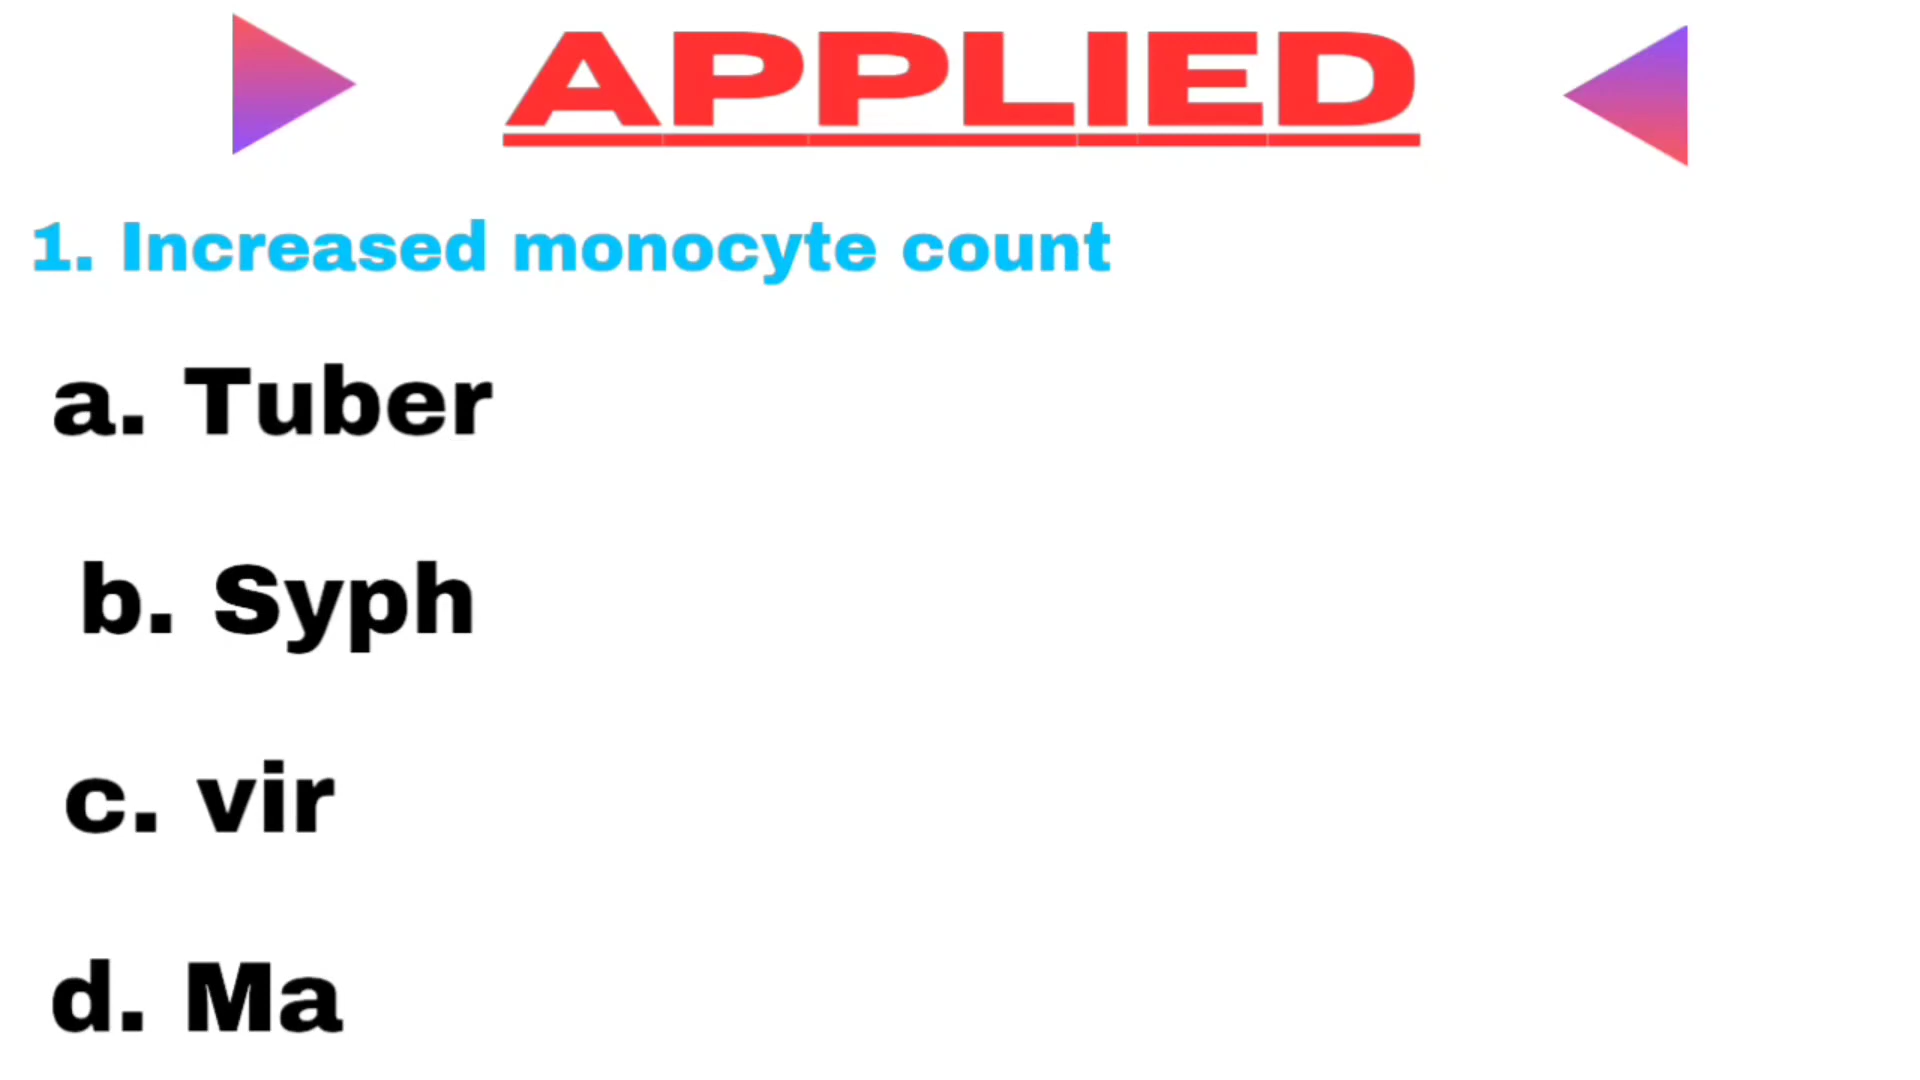 APPLIED
1. Increased monocyte count
a. Tuber
b. Syph
c. vir
d. Ma